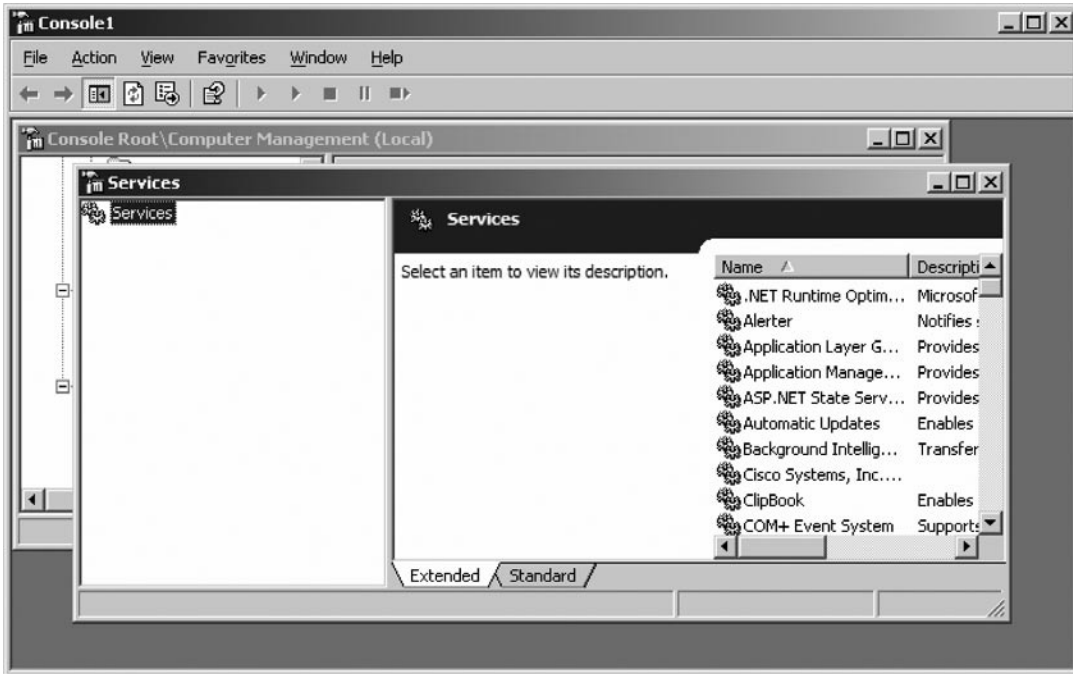 Console1
File Action View Favorites Window Help
Console Root\Computer Management (Local)
Services
Services
Services
Select an item to view its description.
Name Descripti
.NET Runtime Optim... Microsof
Alerter Notifies
Application Layer G... Provides
Application Manage... Provides
ASP.NET State Serv... Provides
Automatic Updates Enables
Background Intellig... Transfer
Cisco Systems, Inc....
ClipBook Enables
COM+ Event System Supports
Extended Standard